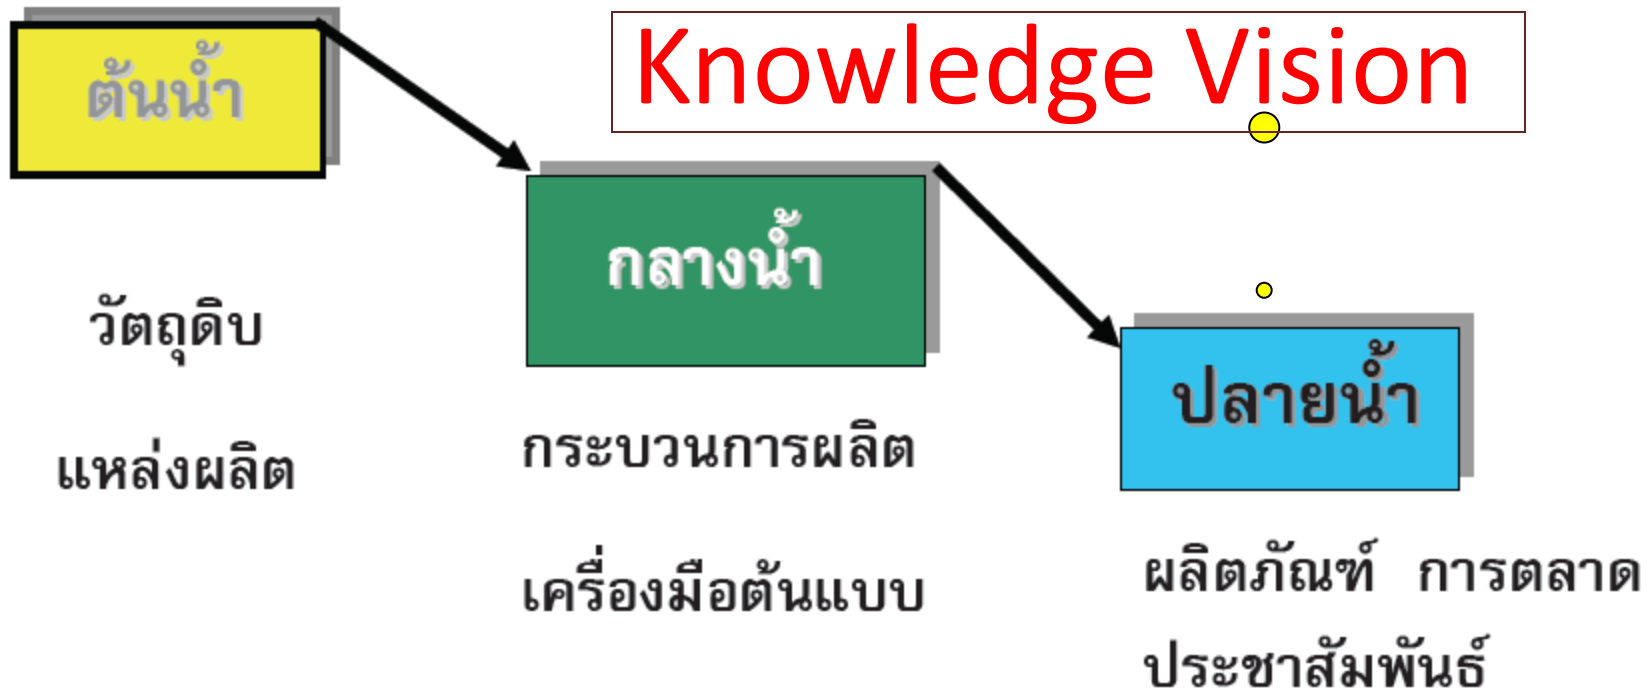 Knowledge Vision
ต้นน้ำ
วัตถุดิบ
แหล่งผลิต
กลางน้ำ
กระบวนการผลิต
เครื่องมือต้นแบบ
ปลายน้ำ
ผลิตภัณฑ์ การตลาด
ประชาสัมพันธ์